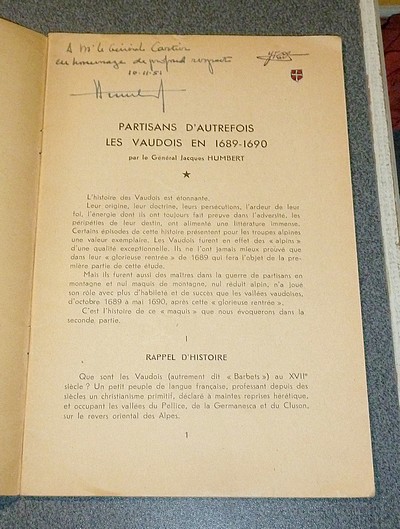 A Mr le Général Cartier
en hommage de profond respect
10-11-51
Humbert
PARTISANS D'AUTREFOIS
LES VAUDOIS EN 1689-1690
par le Général Jacques HUMBERT
★
L'histoire des Vaudois est étonnante.
Leur origine, leur doctrine, leurs persécutions, l'ardeur de leur
foi, l'énergie dont ils ont toujours fait preuve dans l'adversité, les
péripéties de leur destin, ont alimenté une littérature immense.
Certains épisodes de cette histoire présentent pour les troupes alpines
une valeur exemplaire. Les Vaudois furent en effet des « alpins »
d'une qualité exceptionnelle. Ils ne l'ont jamais mieux prouvé que
dans leur « glorieuse rentrée » de 1689 qui fera l'objet de la pre-
mière partie de cette étude.
Mais ils furent aussi des maîtres dans la guerre de partisans en
montagne et nul maquis de montagne, nul réduit alpin, n'a joué
son rôle avec plus d'habileté et de succès que les vallées vaudoises,
d'octobre 1689 à mai 1690, après cette « glorieuse rentrée ».
C'est l'histoire de ce « maquis » que nous évoquerons dans la
seconde partie.
I
RAPPEL D'HISTOIRE
Que sont les Vaudois (autrement dit « Barbets ») au XVIIe
siècle ? Un petit peuple de langue française, professant depuis des
siècles un christianisme primitif, déclaré à maintes reprises hérétique,
et occupant les vallées du Pellice, de la Germanesca et du Cluson,
sur le revers oriental des Alpes.
1